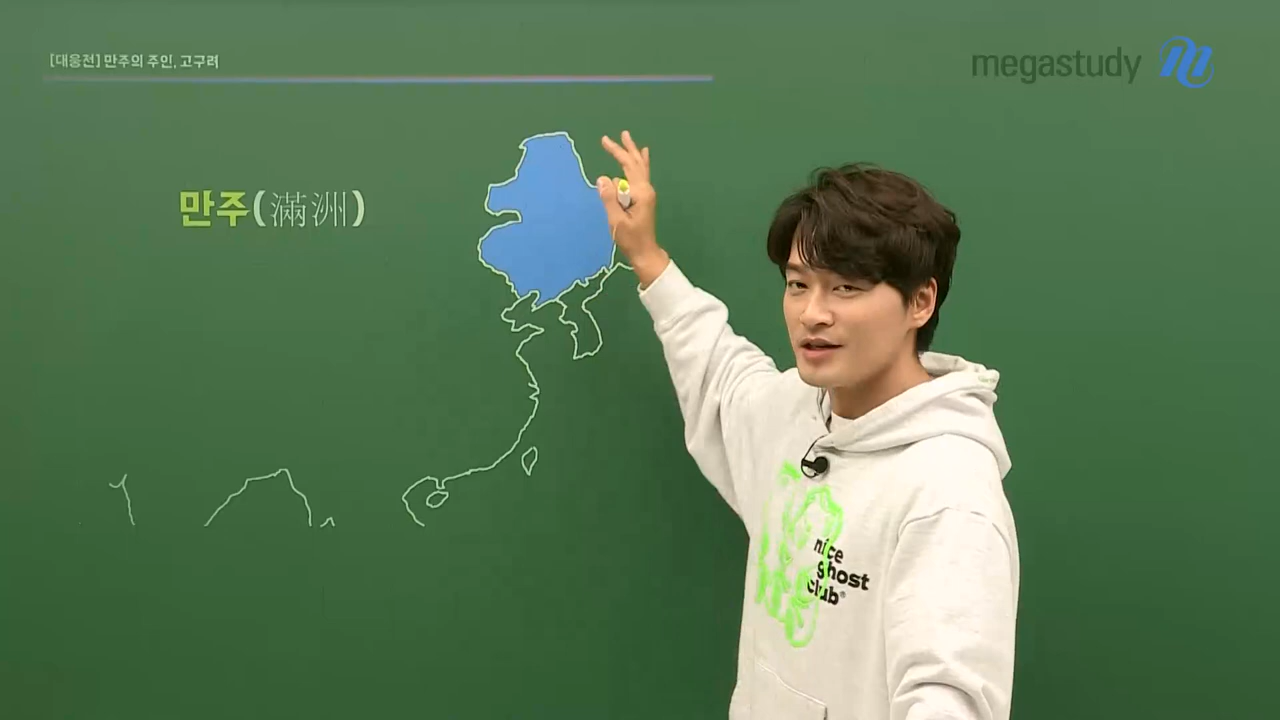 [대응전] 만주의 주인, 고구려
megastudy
만주(滿洲)
nice
ghost
club®